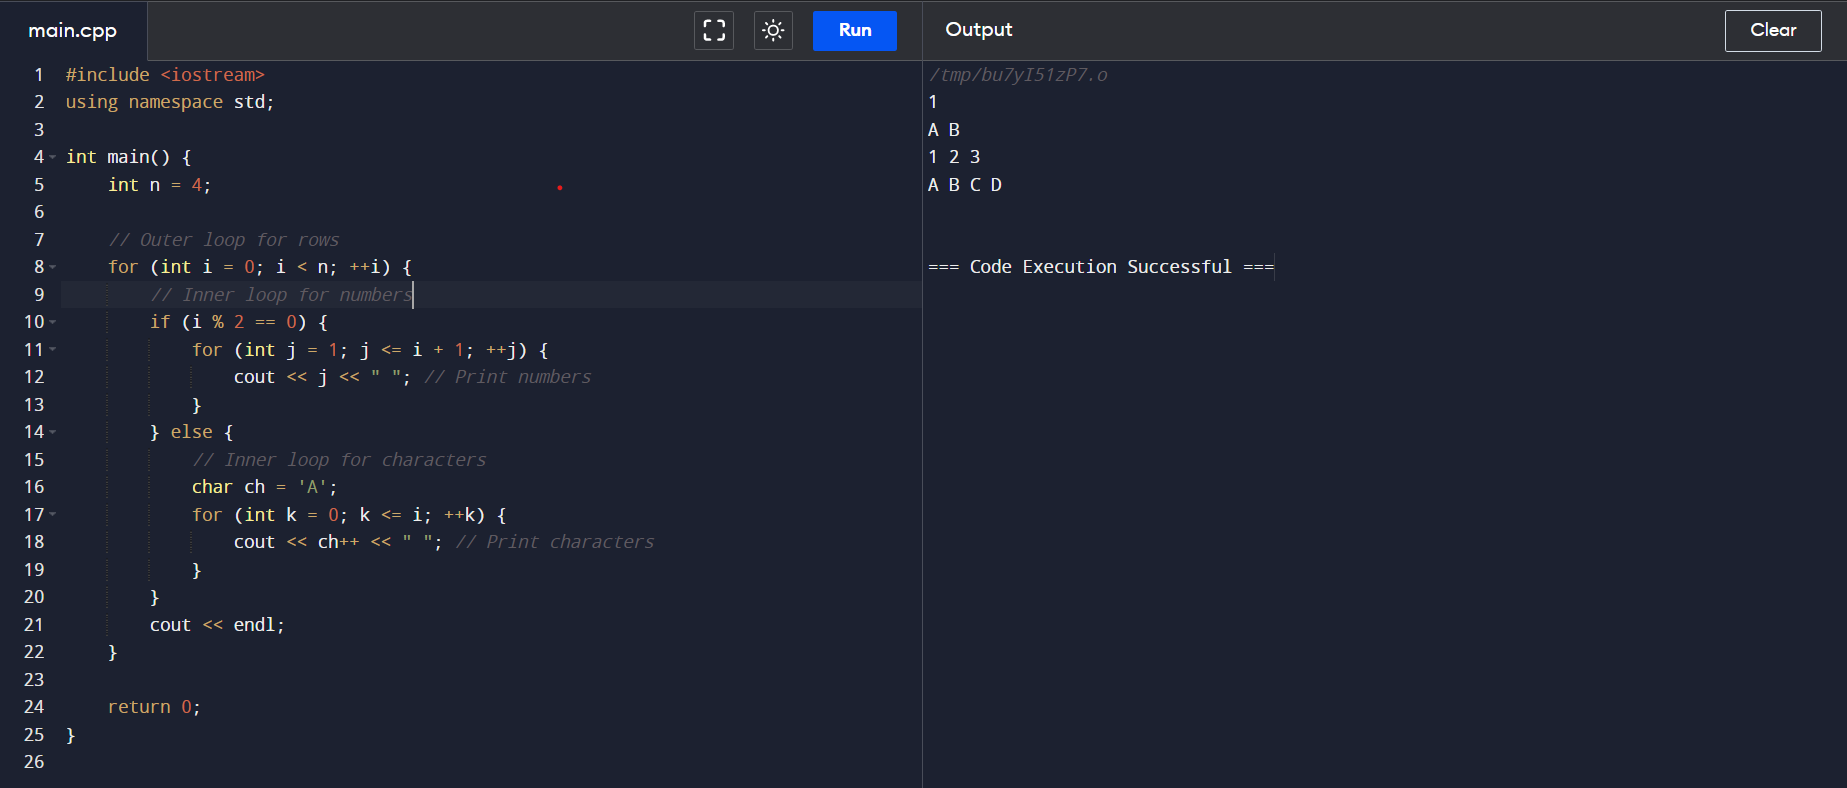 main.cpp
Run
1 #include <iostream>
2 using namespace std;
3
4 int main() {
5     int n = 4;
6
7     // Outer loop for rows
8     for (int i = 0; i < n; ++i) {
9         // Inner loop for numbers
10         if (i % 2 == 0) {
11             for (int j = 1; j <= i + 1; ++j) {
12                 cout << j << " "; // Print numbers
13             }
14         } else {
15             // Inner loop for characters
16             char ch = 'A';
17             for (int k = 0; k <= i; ++k) {
18                 cout << ch++ << " "; // Print characters
19             }
20         }
21         cout << endl;
22     }
23
24     return 0;
25 }
26
Output
Clear
/tmp/bu7yI51zP7.o
1
A B
1 2 3
A B C D
=== Code Execution Successful ===